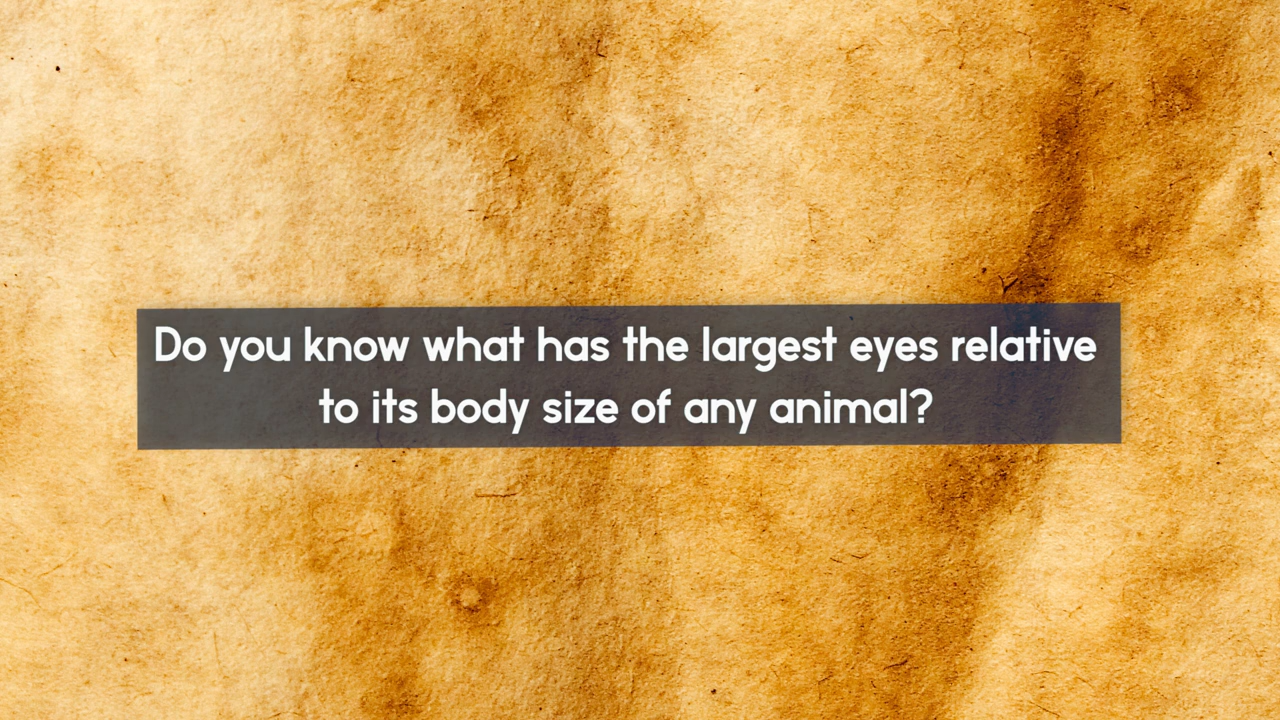 Do you know what has the largest eyes relative
to its body size of any animal?